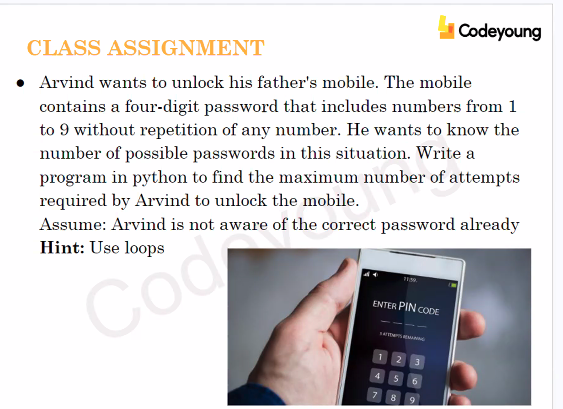 Codeyoung
CLASS ASSIGNMENT
● Arvind wants to unlock his father's mobile. The mobile
contains a four-digit password that includes numbers from 1
to 9 without repetition of any number. He wants to know the
number of possible passwords in this situation. Write a
program in python to find the maximum number of attempts
required by Arvind to unlock the mobile.
Assume: Arvind is not aware of the correct password already
Hint: Use loops
Codeyoung
11:59
ENTER PIN CODE
5 ATTEMPTS REMAINING
1 2 3
4 5 6
7 8 9